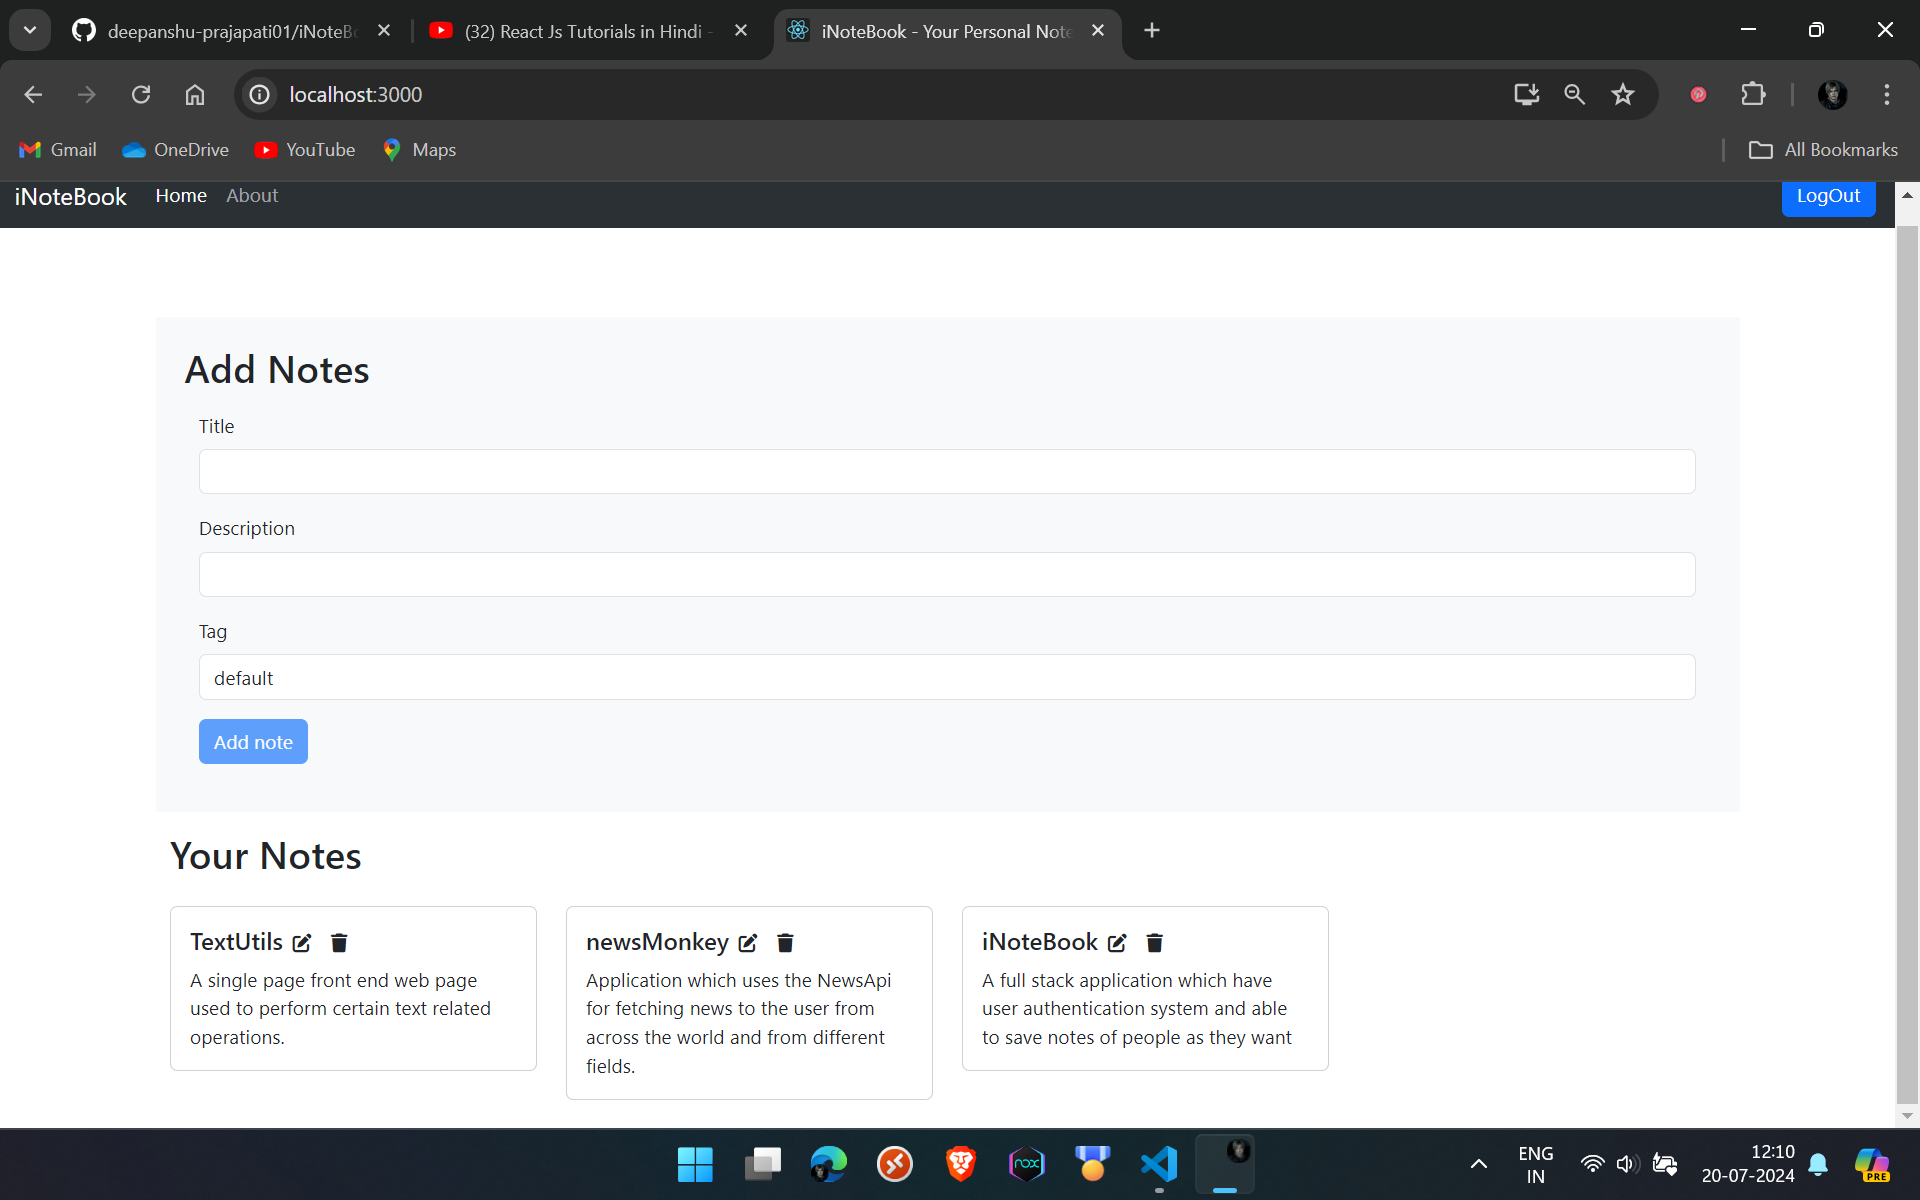 deepanshu-prajapati01/iNoteBo
(32) React Js Tutorials in Hindi -
iNoteBook - Your Personal Note
localhost:3000
Gmail
OneDrive
YouTube
Maps
All Bookmarks
iNoteBook
Home
About
LogOut
Add Notes
Title
Description
Tag
default
Add note
Your Notes
TextUtils
A single page front end web page
used to perform certain text related
operations.
newsMonkey
Application which uses the NewsApi
for fetching news to the user from
across the world and from different
fields.
iNoteBook
A full stack application which have
user authentication system and able
to save notes of people as they want
nox
ENG
IN
12:10
20-07-2024
PRE